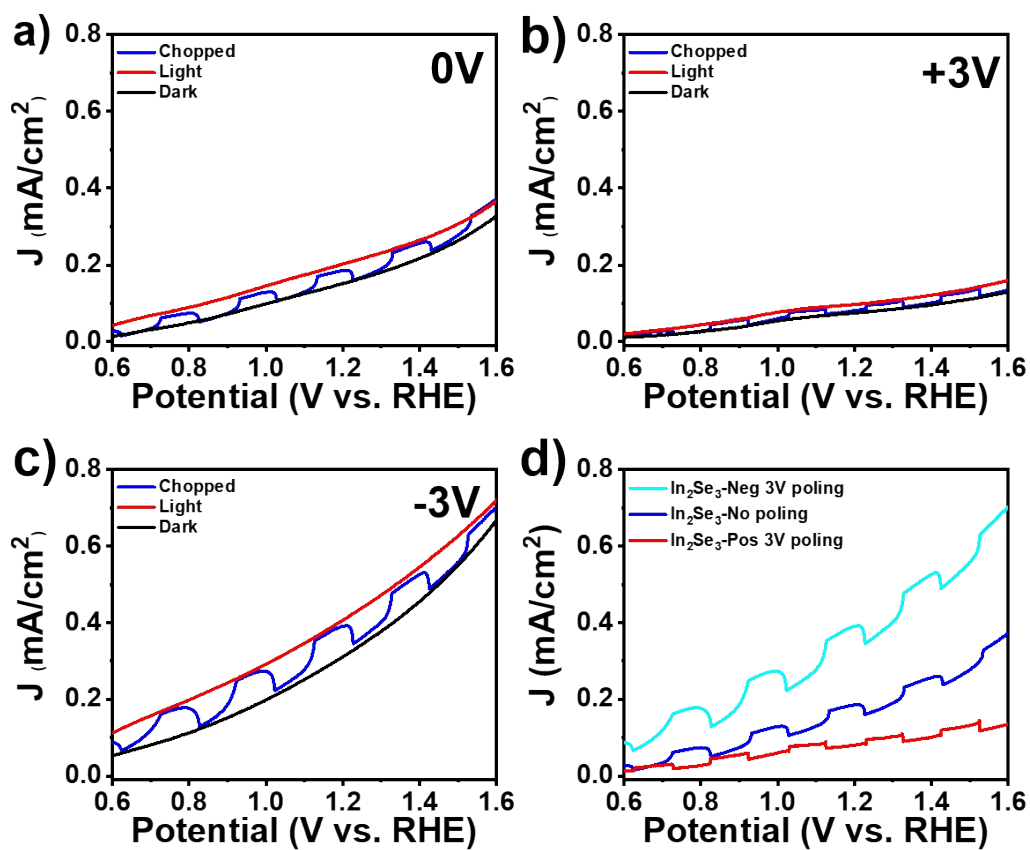 a)
0.8
Chopped
Light
Dark
0V
0.6
0.4
0.2
0.0
J (mA/cm²)
0.6 0.8 1.0 1.2 1.4 1.6
Potential (V vs. RHE)
b)
0.8
Chopped
Light
Dark
+3V
0.6
0.4
0.2
0.0
J (mA/cm²)
0.6 0.8 1.0 1.2 1.4 1.6
Potential (V vs. RHE)
c)
0.8
Chopped
Light
Dark
-3V
0.6
0.4
0.2
0.0
J (mA/cm²)
0.6 0.8 1.0 1.2 1.4 1.6
Potential (V vs. RHE)
d)
0.8
In₂Se₃-Neg 3V poling
In₂Se₃-No poling
In₂Se₃-Pos 3V poling
0.6
0.4
0.2
0.0
J (mA/cm²)
0.6 0.8 1.0 1.2 1.4 1.6
Potential (V vs. RHE)